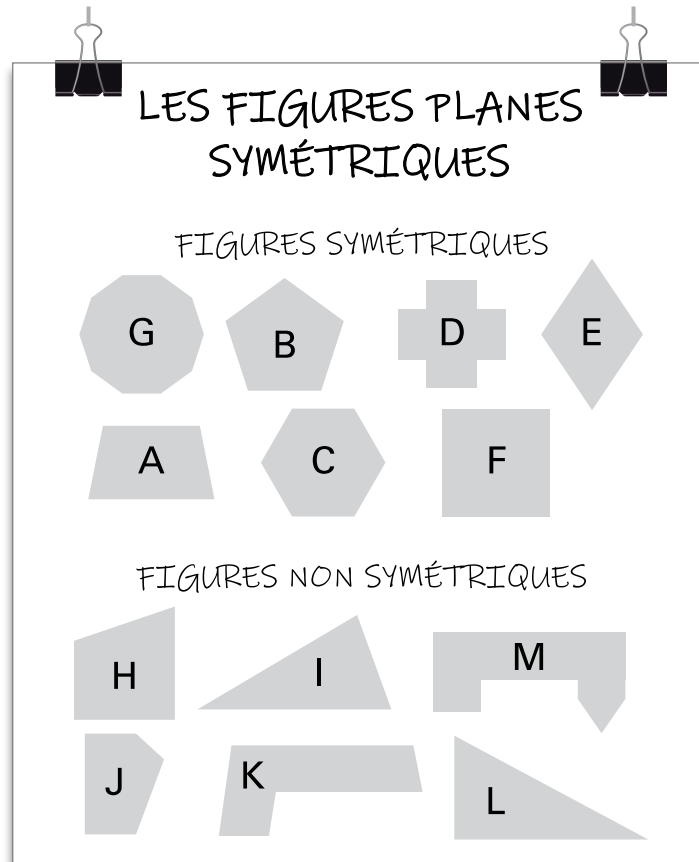 LES FIGURES PLANES
SYMÉTRIQUES
FIGURES SYMÉTRIQUES
G B D E
A C F
FIGURES NON SYMÉTRIQUES
H I M
J K L